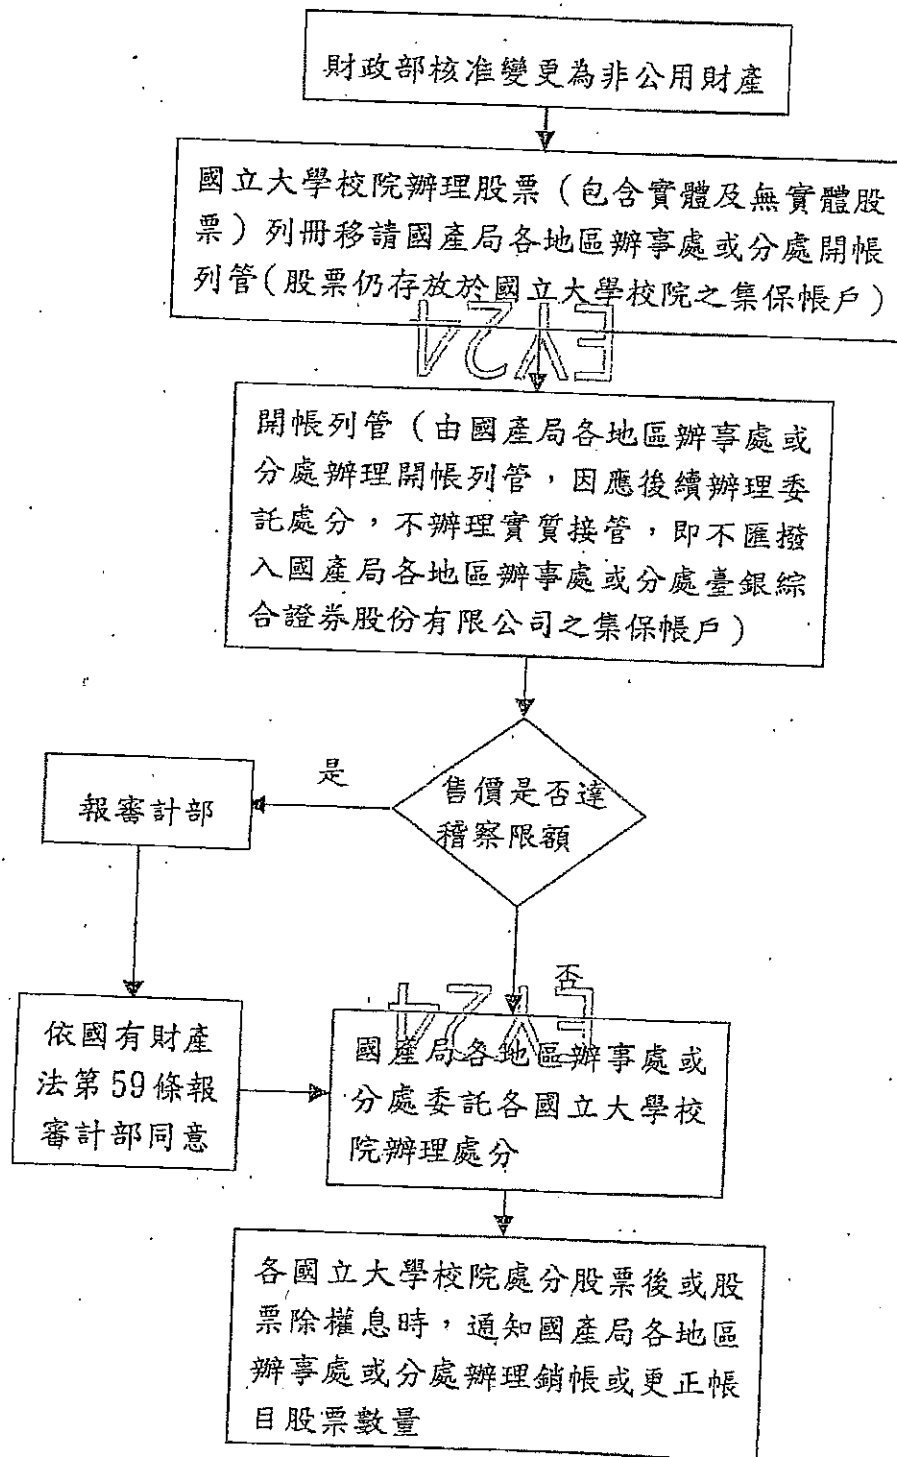 財政部核准變更為非公用財產
國立大學校院辦理股票（包含實體及無實體股
票）列冊移請國產局各地區辦事處或分處開帳
列管（股票仍存放於國立大學校院之集保帳戶）
EY24
開帳列管（由國產局各地區辦事處或
分處辦理開帳列管，因應後續辦理委
託處分，不辦理實質接管，即不匯撥
入國產局各地區辦事處或分處臺銀綜
合證券股份有限公司之集保帳戶）
售價是否達
稽察限額
是
報審計部
依國有財產
法第59條報
審計部同意
否
EY24
國產局各地區辦事處或
分處委託各國立大學校
院辦理處分
各國立大學校院處分股票後或股
票除權息時，通知國產局各地區
辦事處或分處辦理銷帳或更正帳
目股票數量